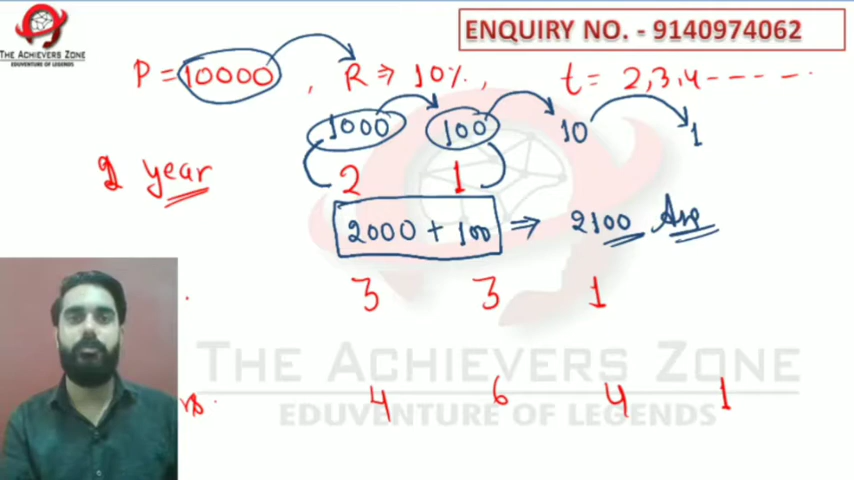 THE ACHIEVERS ZONE
EDUVENTURE OF LEGENDS
ENQUIRY NO. - 9140974062
P = 10000 , R ⇒ 10% , t = 2,3,4------
1000 100 10 1
2 year 2 1
2000 + 100 ⇒ 2100 Ans
3 3 1
THE ACHIEVERS ZONE
4 6 4 1
EDUVENTURE OF LEGENDS